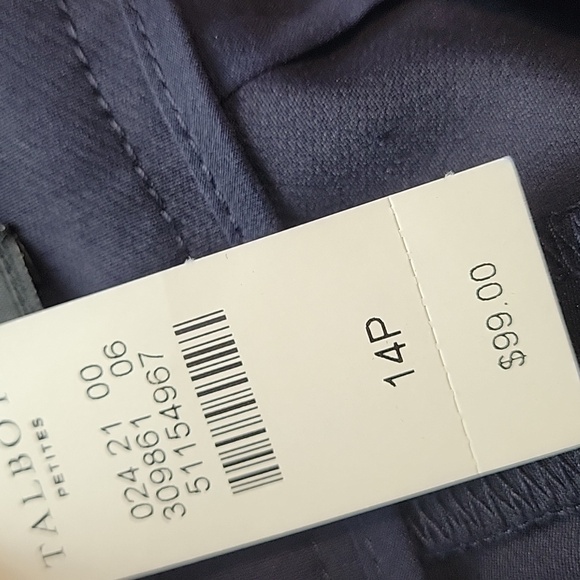 TALBOT
PETITES
024 21 00
309861 06
51154967
14P
$99.00